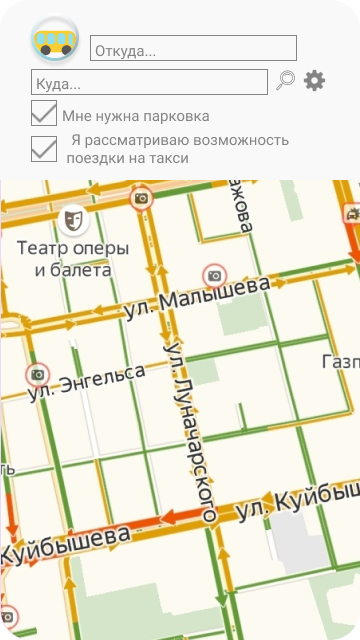 Откуда...
Куда...
Мне нужна парковка
Я рассматриваю возможность
поездки на такси
ажова
Театр оперы
и балета
ул. Малышева
Газп
ул. Энгельса
ул. Луначарского
ть
ул. Куйбыш
Куйбышева